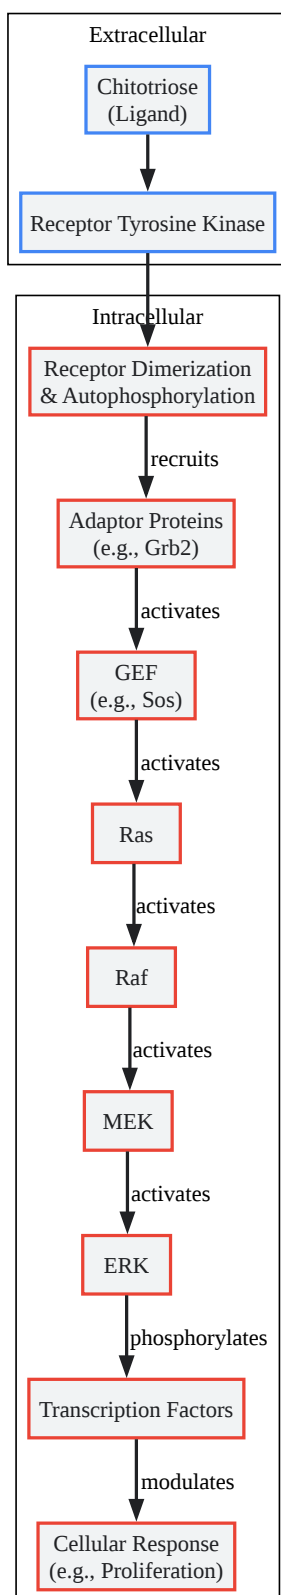 Extracellular
Chitotriose
(Ligand)
Receptor Tyrosine Kinase
Intracellular
Receptor Dimerization
& Autophosphorylation
recruits
Adaptor Proteins
(e.g., Grb2)
activates
GEF
(e.g., Sos)
activates
Ras
activates
Raf
activates
MEK
activates
ERK
phosphorylates
Transcription Factors
modulates
Cellular Response
(e.g., Proliferation)